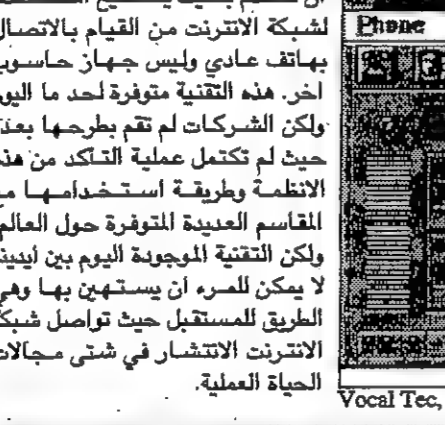 لشبكة الانترنت من القيام بالاتصال
بهاتف عادي وليس جهاز حاسوب
اخر. هذه التقنية متوفرة لحد ما اليوم
ولكن الشركات لم تقم بطرحها بعد
حيث لم تكتمل عملية التأكد من هذه
الانظمة وطريقة استخدامها مع
المقاسم العديدة المتوفرة حول العالم
ولكن التقنية الموجودة اليوم بين ايدينا
لا يمكن للمرء ان يستهين بها وهي
الطريق للمستقبل حيث تواصل شبكة
الانترنت الانتشار في شتى مجالات
الحياة العملية.
Phone
Vocal Tec,